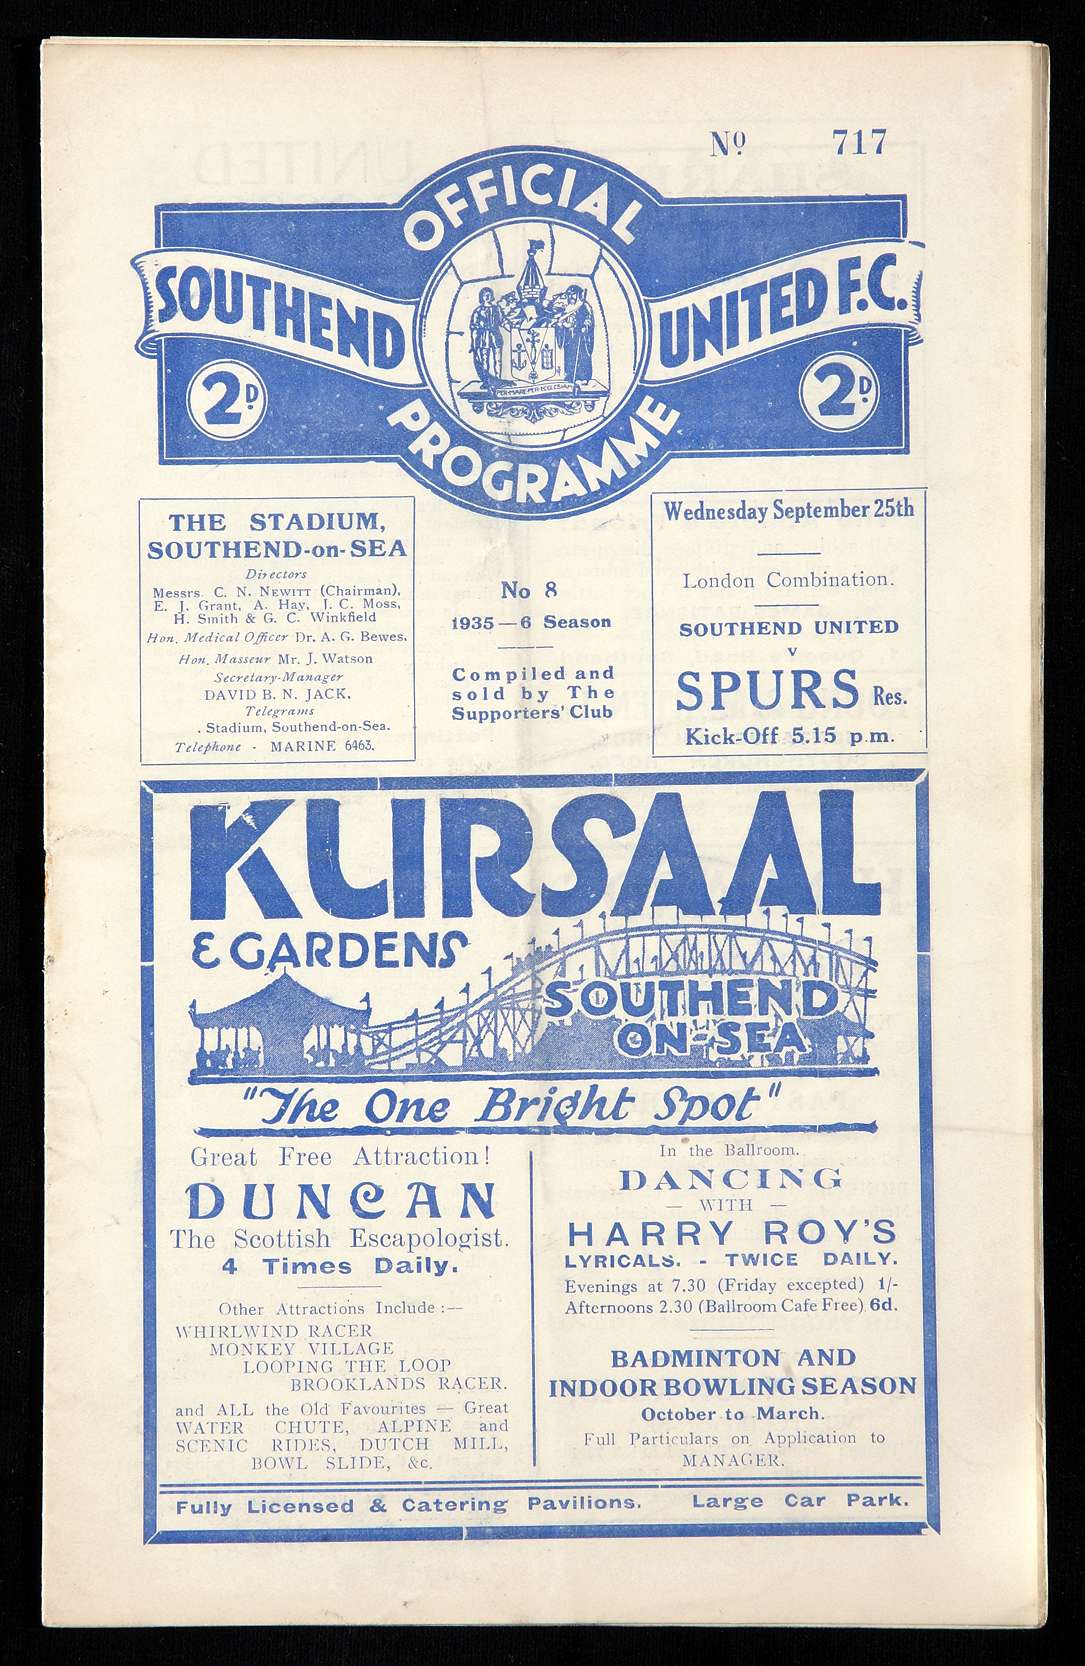 Nº 717
OFFICIAL
SOUTHEND UNITED F.C.
2D. 2D.
PER MARE PER ECCLESIAM
PROGRAMME
THE STADIUM,
SOUTHEND-on-SEA
Directors
Messrs. C. N. NEWITT (Chairman),
E. J. Grant, A. Hay, J. C. Moss,
H. Smith & G. C. Winkfield
Hon. Medical Officer Dr. A. G. Bewes.
Hon. Masseur Mr. J. Watson
Secretary-Manager
DAVID B. N. JACK.
Telegrams
. Stadium, Southend-on-Sea.
Telephone - MARINE 6463.
No 8
1935—6 Season
Compiled and
sold by The
Supporters' Club
Wednesday September 25th
London Combination.
SOUTHEND UNITED
v
SPURS Res.
Kick-Off 5.15 p.m.
KURSAAL
& GARDENS
SOUTHEND
ON-SEA
"The One Bright Spot"
Great Free Attraction!
DUNCAN
The Scottish Escapologist.
4 Times Daily.
Other Attractions Include :—
WHIRLWIND RACER
MONKEY VILLAGE
LOOPING THE LOOP
BROOKLANDS RACER.
and ALL the Old Favourites — Great
WATER CHUTE, ALPINE and
SCENIC RIDES, DUTCH MILL,
BOWL SLIDE, &c.
In the Ballroom.
DANCING
— WITH —
HARRY ROY'S
LYRICALS. - TWICE DAILY.
Evenings at 7.30 (Friday excepted) 1/-
Afternoons 2.30 (Ballroom Cafe Free) 6d.
BADMINTON AND
INDOOR BOWLING SEASON
October to March.
Full Particulars on Application to
MANAGER.
Fully Licensed & Catering Pavilions. Large Car Park.